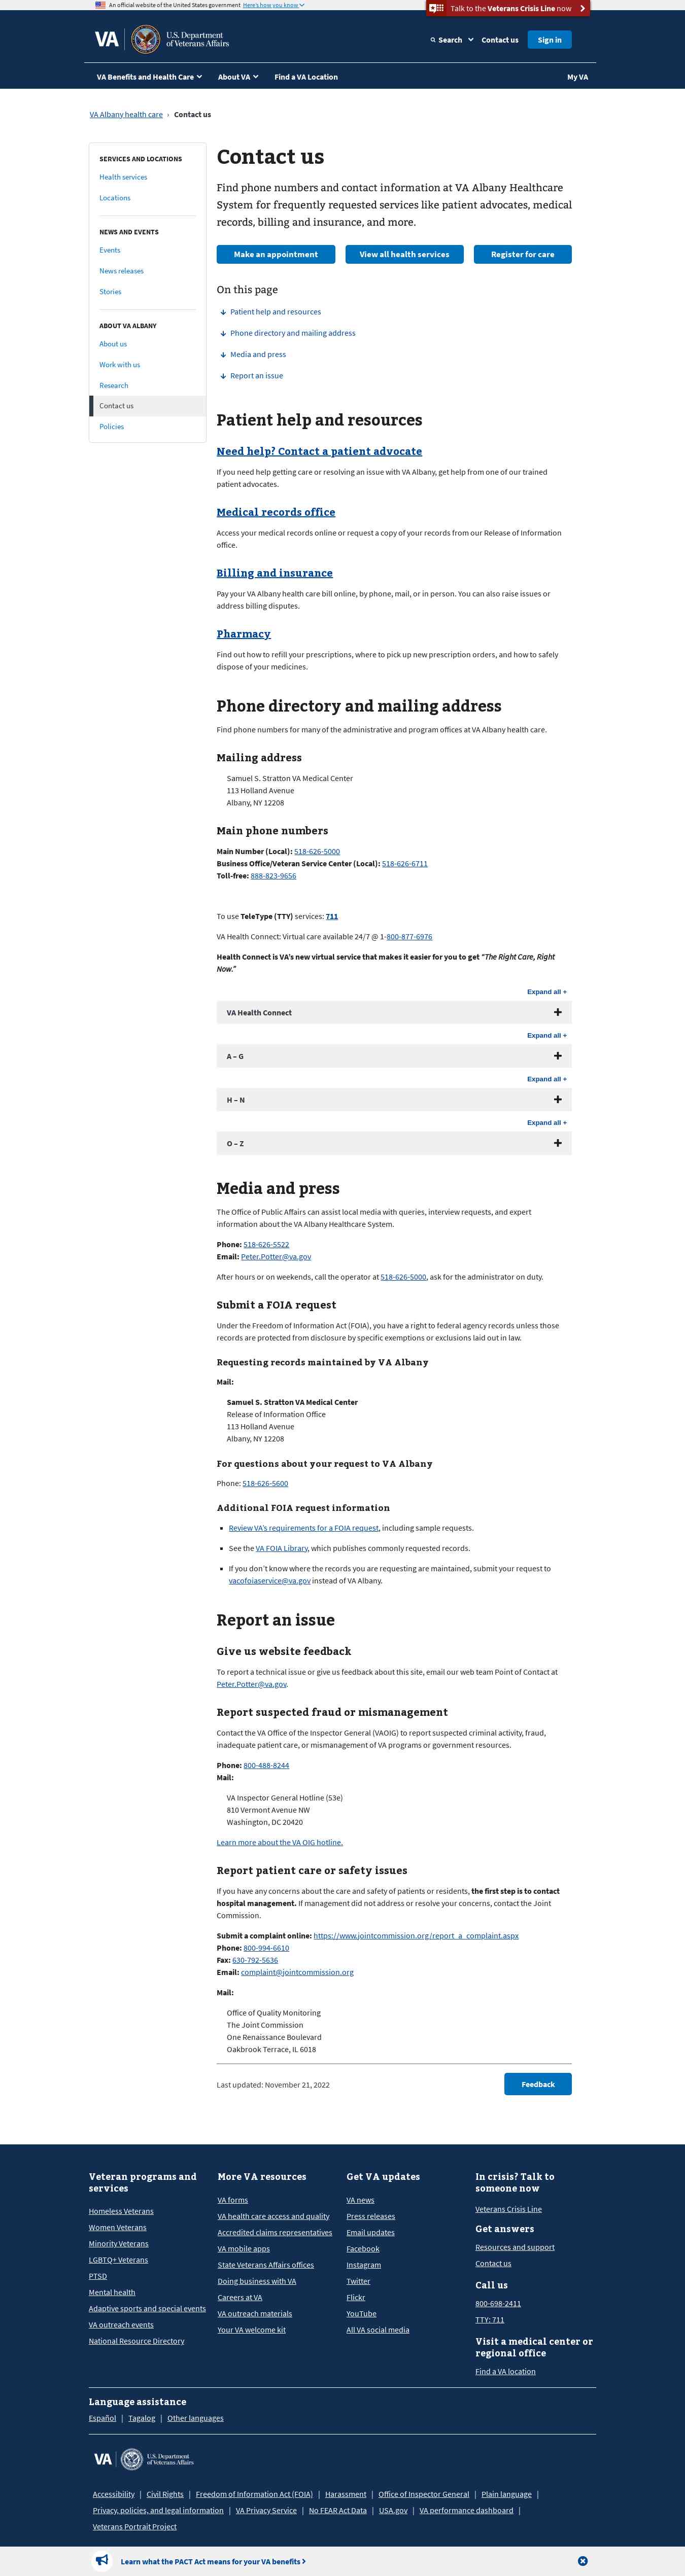 An official website of the United States government Here's how you know
Talk to the Veterans Crisis Line now
VA
U.S. Department
of Veterans Affairs
Search
Contact us
Sign in
VA Benefits and Health Care
About VA
Find a VA Location
My VA
VA Albany health care › Contact us
SERVICES AND LOCATIONS
Health services
Locations
NEWS AND EVENTS
Events
News releases
Stories
ABOUT VA ALBANY
About us
Work with us
Research
Contact us
Policies
Contact us
Find phone numbers and contact information at VA Albany Healthcare
System for frequently requested services like patient advocates, medical
records, billing and insurance, and more.
Make an appointment
View all health services
Register for care
On this page
Patient help and resources
Phone directory and mailing address
Media and press
Report an issue
Patient help and resources
Need help? Contact a patient advocate
If you need help getting care or resolving an issue with VA Albany, get help from one of our trained
patient advocates.
Medical records office
Access your medical records online or request a copy of your records from our Release of Information
office.
Billing and insurance
Pay your VA Albany health care bill online, by phone, mail, or in person. You can also raise issues or
address billing disputes.
Pharmacy
Find out how to refill your prescriptions, where to pick up new prescription orders, and how to safely
dispose of your medicines.
Phone directory and mailing address
Find phone numbers for many of the administrative and program offices at VA Albany health care.
Mailing address
Samuel S. Stratton VA Medical Center
113 Holland Avenue
Albany, NY 12208
Main phone numbers
Main Number (Local): 518-626-5000
Business Office/Veteran Service Center (Local): 518-626-6711
Toll-free: 888-823-9656
To use TeleType (TTY) services: 711
VA Health Connect: Virtual care available 24/7 @ 1-800-877-6976
Health Connect is VA's new virtual service that makes it easier for you to get "The Right Care, Right
Now."
Expand all +
VA Health Connect
Expand all +
A – G
Expand all +
H – N
Expand all +
O – Z
Media and press
The Office of Public Affairs can assist local media with queries, interview requests, and expert
information about the VA Albany Healthcare System.
Phone: 518-626-5522
Email: Peter.Potter@va.gov
After hours or on weekends, call the operator at 518-626-5000, ask for the administrator on duty.
Submit a FOIA request
Under the Freedom of Information Act (FOIA), you have a right to federal agency records unless those
records are protected from disclosure by specific exemptions or exclusions laid out in law.
Requesting records maintained by VA Albany
Mail:
Samuel S. Stratton VA Medical Center
Release of Information Office
113 Holland Avenue
Albany, NY 12208
For questions about your request to VA Albany
Phone: 518-626-5600
Additional FOIA request information
Review VA's requirements for a FOIA request, including sample requests.
See the VA FOIA Library, which publishes commonly requested records.
If you don't know where the records you are requesting are maintained, submit your request to
vacofoiaservice@va.gov instead of VA Albany.
Report an issue
Give us website feedback
To report a technical issue or give us feedback about this site, email our web team Point of Contact at
Peter.Potter@va.gov.
Report suspected fraud or mismanagement
Contact the VA Office of the Inspector General (VAOIG) to report suspected criminal activity, fraud,
inadequate patient care, or mismanagement of VA programs or government resources.
Phone: 800-488-8244
Mail:
VA Inspector General Hotline (53e)
810 Vermont Avenue NW
Washington, DC 20420
Learn more about the VA OIG hotline.
Report patient care or safety issues
If you have any concerns about the care and safety of patients or residents, the first step is to contact
hospital management. If management did not address or resolve your concerns, contact the Joint
Commission.
Submit a complaint online: https://www.jointcommission.org/report_a_complaint.aspx
Phone: 800-994-6610
Fax: 630-792-5636
Email: complaint@jointcommission.org
Mail:
Office of Quality Monitoring
The Joint Commission
One Renaissance Boulevard
Oakbrook Terrace, IL 6018
Last updated: November 21, 2022
Feedback
Veteran programs and
services
Homeless Veterans
Women Veterans
Minority Veterans
LGBTQ+ Veterans
PTSD
Mental health
Adaptive sports and special events
VA outreach events
National Resource Directory
More VA resources
VA forms
VA health care access and quality
Accredited claims representatives
VA mobile apps
State Veterans Affairs offices
Doing business with VA
Careers at VA
VA outreach materials
Your VA welcome kit
Get VA updates
VA news
Press releases
Email updates
Facebook
Instagram
Twitter
Flickr
YouTube
All VA social media
In crisis? Talk to
someone now
Veterans Crisis Line
Get answers
Resources and support
Contact us
Call us
800-698-2411
TTY: 711
Visit a medical center or
regional office
Find a VA location
Language assistance
Español | Tagalog | Other languages
VA
U.S. Department
of Veterans Affairs
Accessibility | Civil Rights | Freedom of Information Act (FOIA) | Harassment | Office of Inspector General | Plain language |
Privacy, policies, and legal information | VA Privacy Service | No FEAR Act Data | USA.gov | VA performance dashboard |
Veterans Portrait Project
Learn what the PACT Act means for your VA benefits